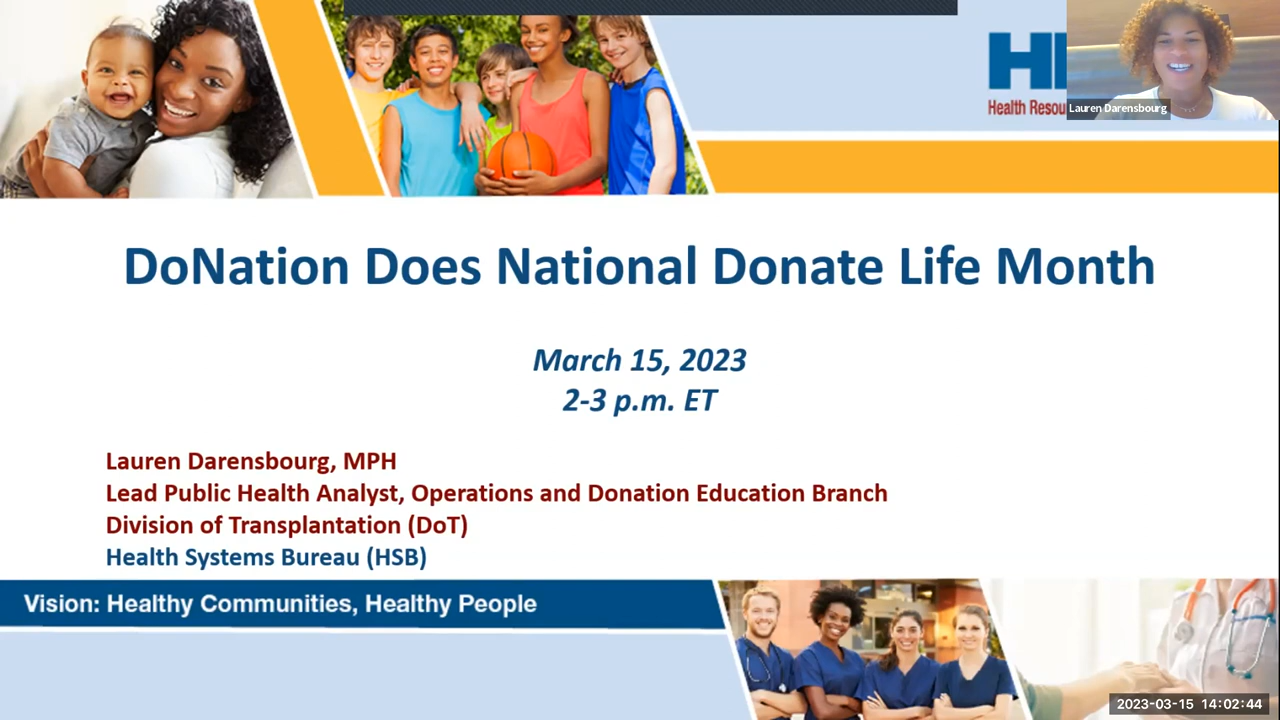 H
Health Resou
Lauren Darensbourg
DoNation Does National Donate Life Month
March 15, 2023
2-3 p.m. ET
Lauren Darensbourg, MPH
Lead Public Health Analyst, Operations and Donation Education Branch
Division of Transplantation (DoT)
Health Systems Bureau (HSB)
Vision: Healthy Communities, Healthy People
2023-03-15 14:02:44